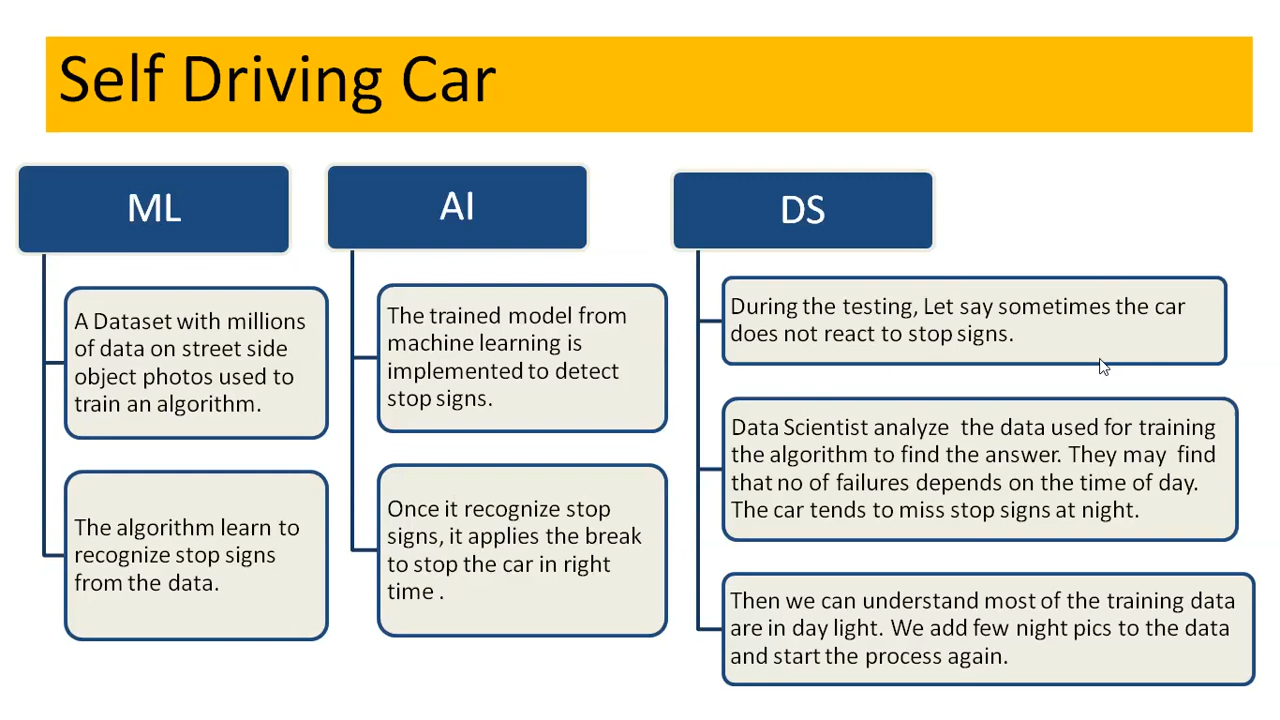 Self Driving Car
ML
A Dataset with millions
of data on street side
object photos used to
train an algorithm.
The algorithm learn to
recognize stop signs
from the data.
AI
The trained model from
machine learning is
implemented to detect
stop signs.
Once it recognize stop
signs, it applies the break
to stop the car in right
time .
DS
During the testing, Let say sometimes the car
does not react to stop signs.
Data Scientist analyze  the data used for training
the algorithm to find the answer. They may  find
that no of failures depends on the time of day.
The car tends to miss stop signs at night.
Then we can understand most of the training data
are in day light. We add few night pics to the data
and start the process again.